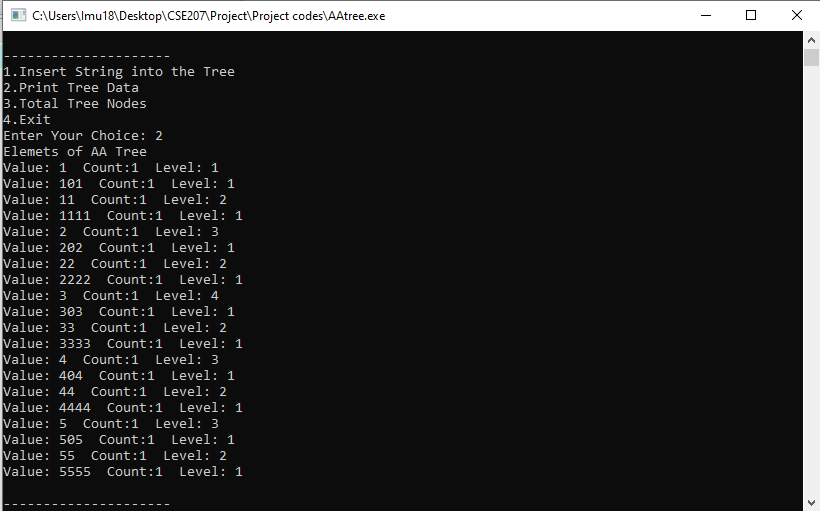 C:\Users\Imu18\Desktop\CSE207\Project\Project codes\AAtree.exe
---------------------
1.Insert String into the Tree
2.Print Tree Data
3.Total Tree Nodes
4.Exit
Enter Your Choice: 2
Elemets of AA Tree
Value: 1  Count:1  Level: 1
Value: 101  Count:1  Level: 1
Value: 11  Count:1  Level: 2
Value: 1111  Count:1  Level: 1
Value: 2  Count:1  Level: 3
Value: 202  Count:1  Level: 1
Value: 22  Count:1  Level: 2
Value: 2222  Count:1  Level: 1
Value: 3  Count:1  Level: 4
Value: 303  Count:1  Level: 1
Value: 33  Count:1  Level: 2
Value: 3333  Count:1  Level: 1
Value: 4  Count:1  Level: 3
Value: 404  Count:1  Level: 1
Value: 44  Count:1  Level: 2
Value: 4444  Count:1  Level: 1
Value: 5  Count:1  Level: 3
Value: 505  Count:1  Level: 1
Value: 55  Count:1  Level: 2
Value: 5555  Count:1  Level: 1
---------------------